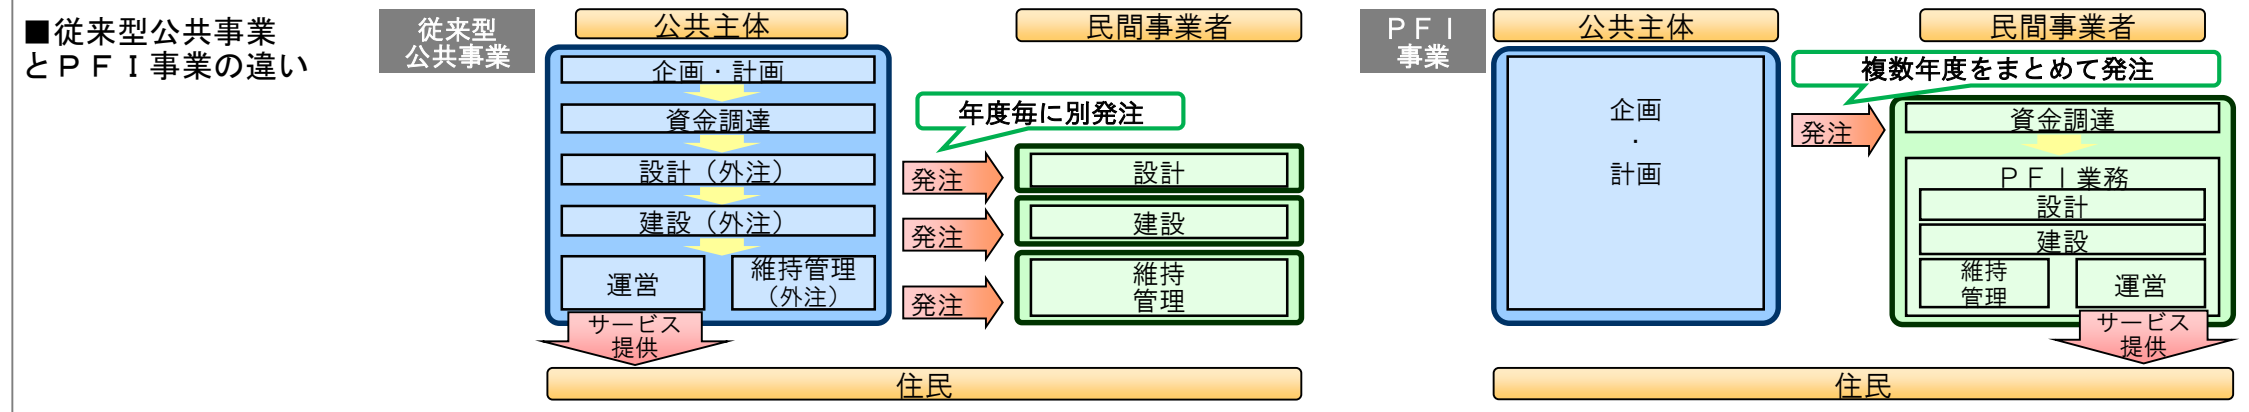 ■従来型公共事業
とＰＦＩ事業の違い
従来型
公共事業
公共主体
民間事業者
企画・計画
資金調達
設計（外注）
建設（外注）
運営
維持管理
（外注）
サービス
提供
年度毎に別発注
発注
発注
発注
設計
建設
維持
管理
住民
ＰＦＩ
事業
公共主体
民間事業者
企画
・
計画
複数年度をまとめて発注
発注
資金調達
ＰＦＩ業務
設計
建設
維持
管理
運営
サービス
提供
住民